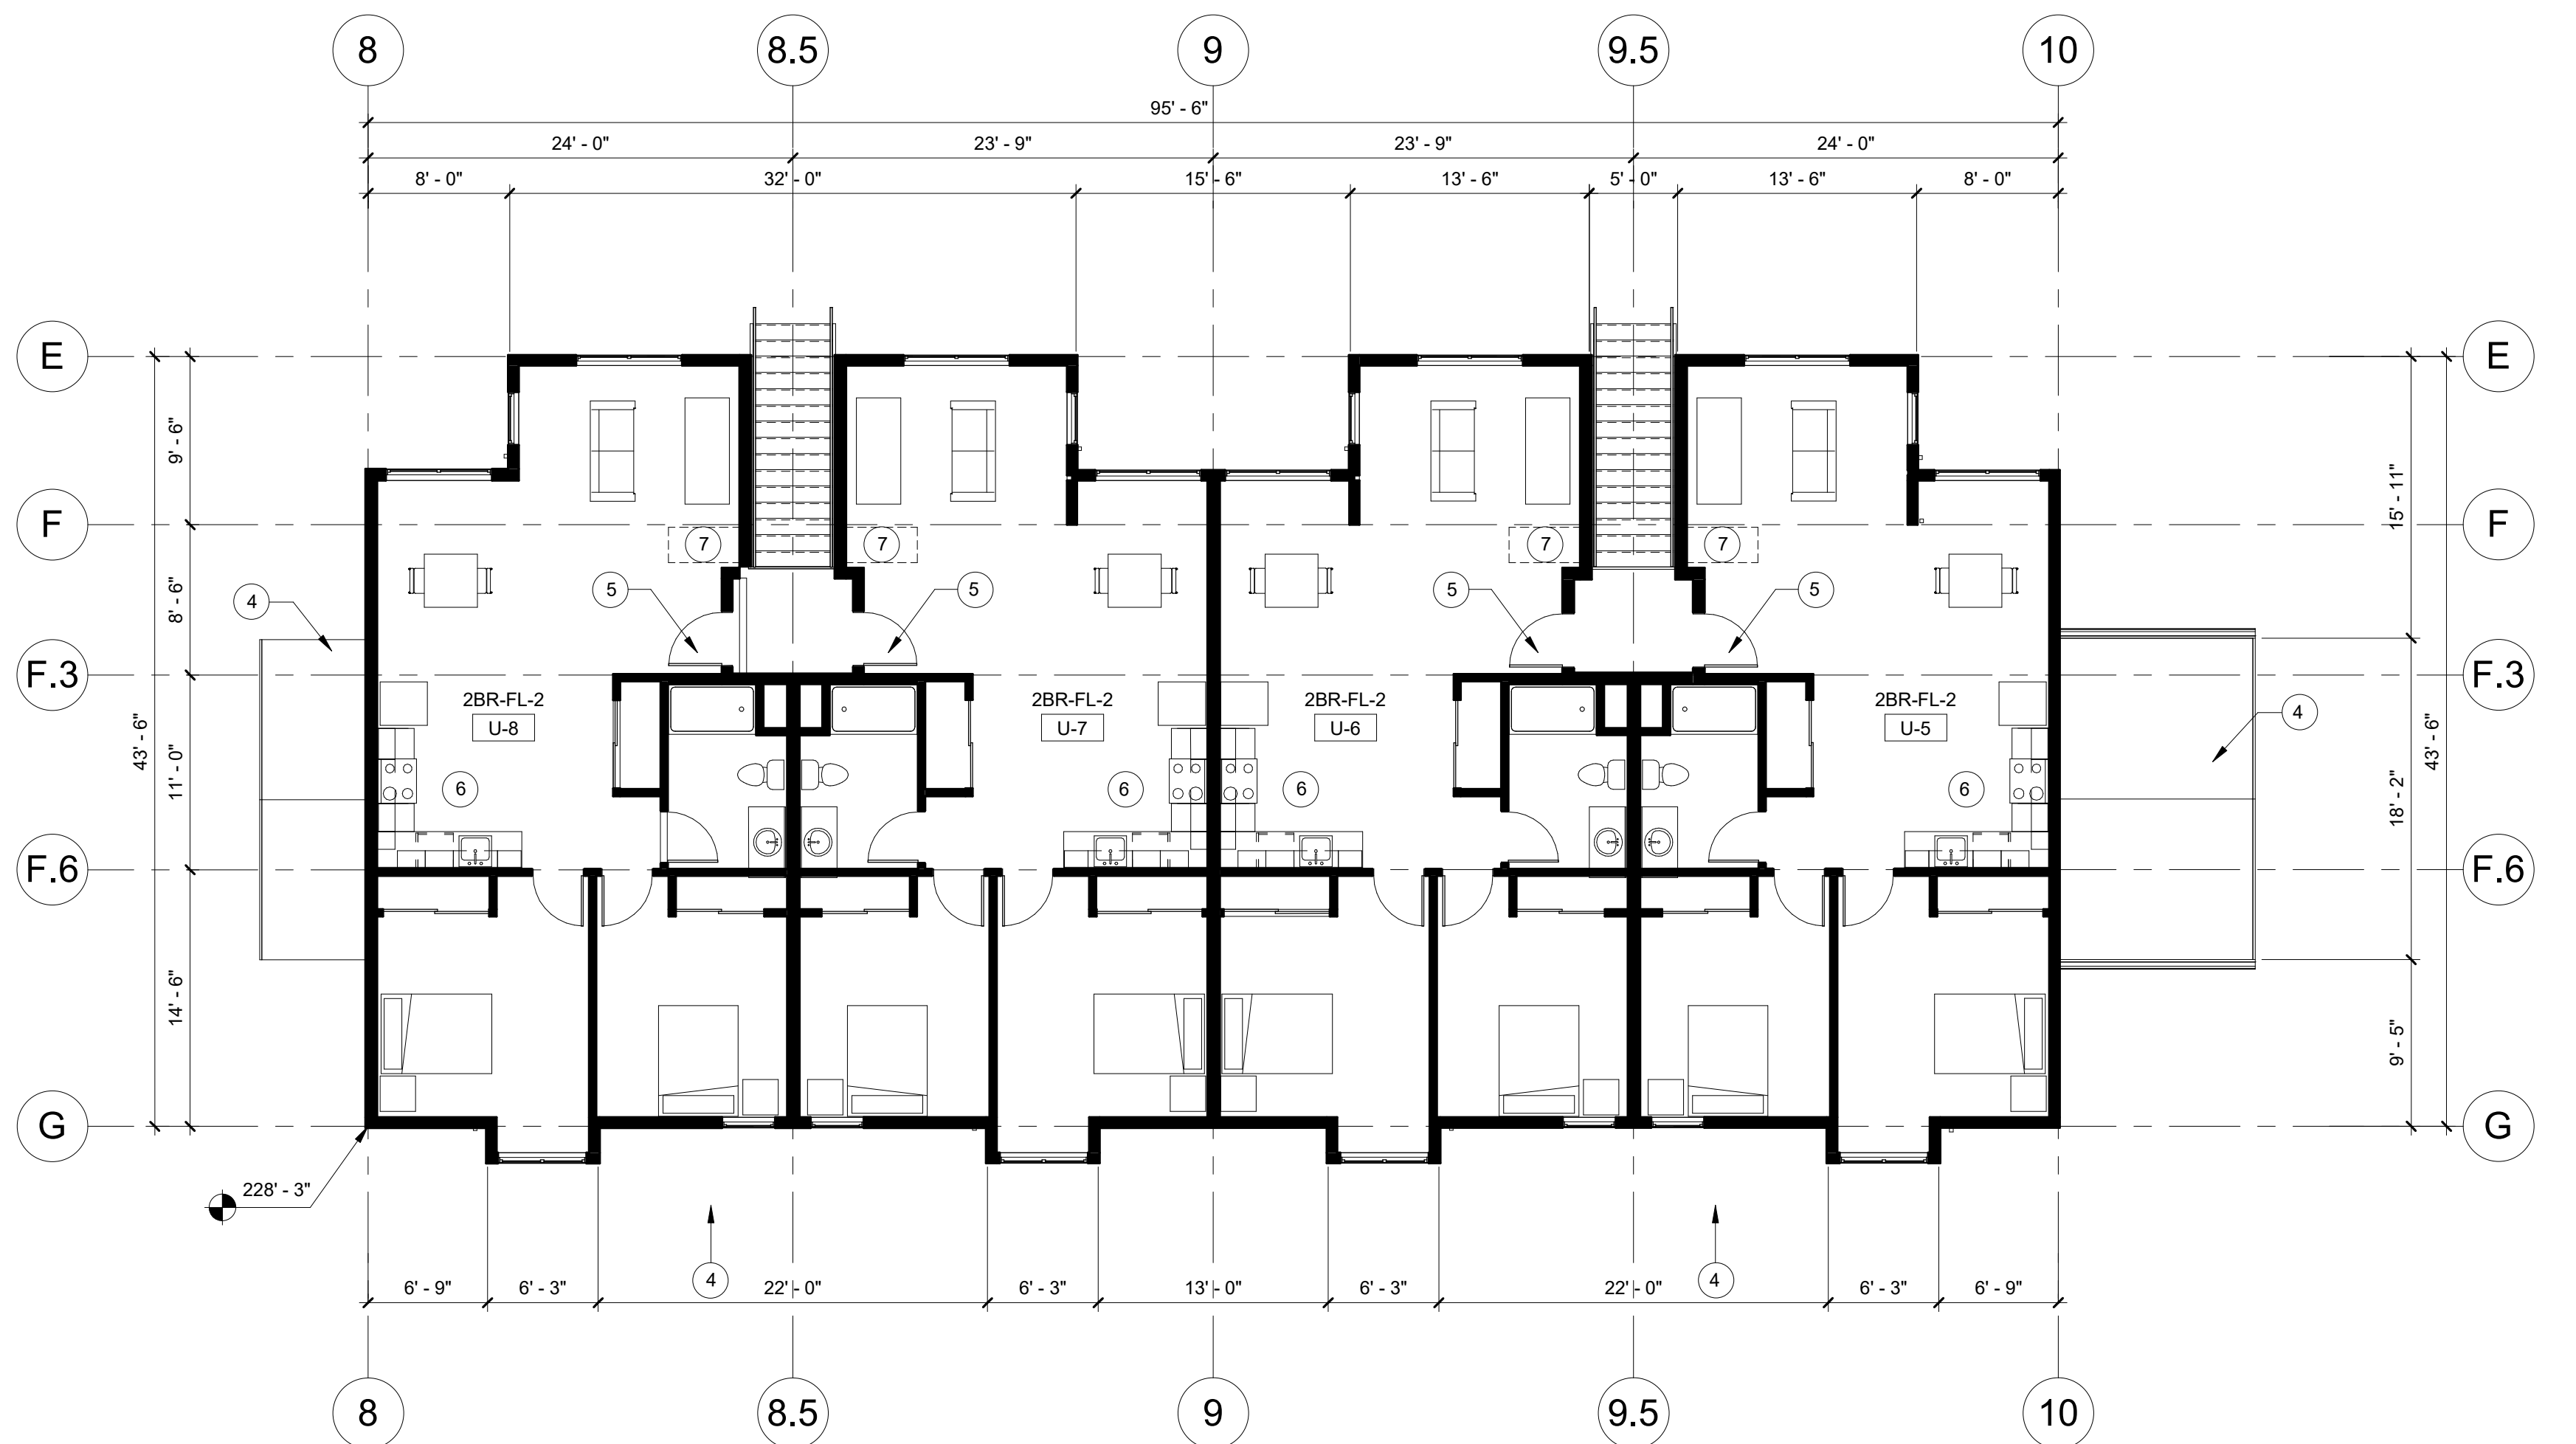 8 8.5 9 9.5 10
95' - 6"
24' - 0" 23' - 9" 23' - 9" 24' - 0"
8' - 0" 32' - 0" 15' - 6" 13' - 6" 5' - 0" 13' - 6" 8' - 0"
E E
9' - 6"
15' - 11"
F F
7 7 7 7
8' - 6"
4 5 5 5 5
F.3 F.3
2BR-FL-2 2BR-FL-2 2BR-FL-2 2BR-FL-2
U-8 U-7 U-6 U-5
4
43' - 6"
11' - 0"
18' - 2"
43' - 6"
6 6 6 6
F.6 F.6
14' - 6"
9' - 5"
G G
228' - 3"
4 4
6' - 9" 6' - 3" 22' - 0" 6' - 3" 13' - 0" 6' - 3" 22' - 0" 6' - 3" 6' - 9"
8 8.5 9 9.5 10